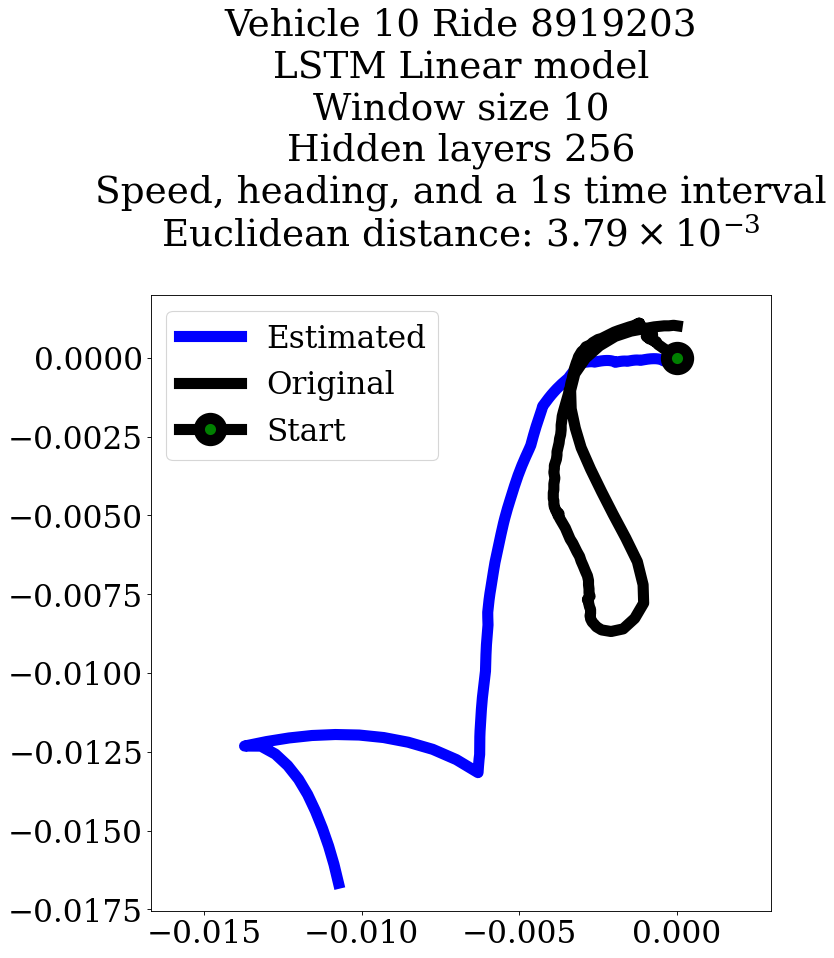 Vehicle 10 Ride 8919203
LSTM Linear model
Window size 10
Hidden layers 256
Speed, heading, and a 1s time interval
Euclidean distance: 3.79 × 10⁻³
Estimated
Original
Start
0.0000
−0.0025
−0.0050
−0.0075
−0.0100
−0.0125
−0.0150
−0.0175
−0.015 −0.010 −0.005 0.000